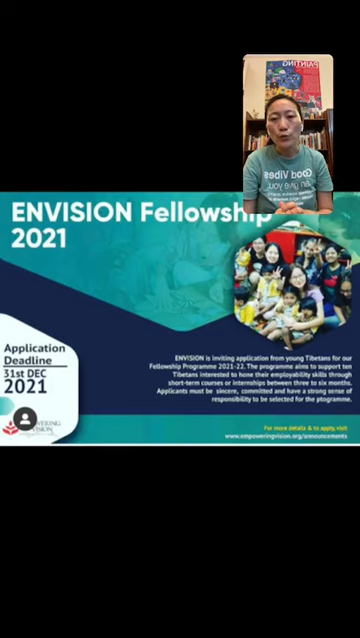 PAINTING
Good Vibes
ENVISION Fellowship
2021
Application
Deadline
31st DEC
2021
ENVISION is inviting application from young Tibetans for our
Fellowship Programme 2021-22. The programme aims to support ten
Tibetans interested to hone their employability skills through
short-term courses or internships between three to six months.
Applicants must be sincere, committed and have a strong sense of
responsibility to be selected for the ptogramme.
For more details & to apply, visit
www.empoweringvision.org/announcements